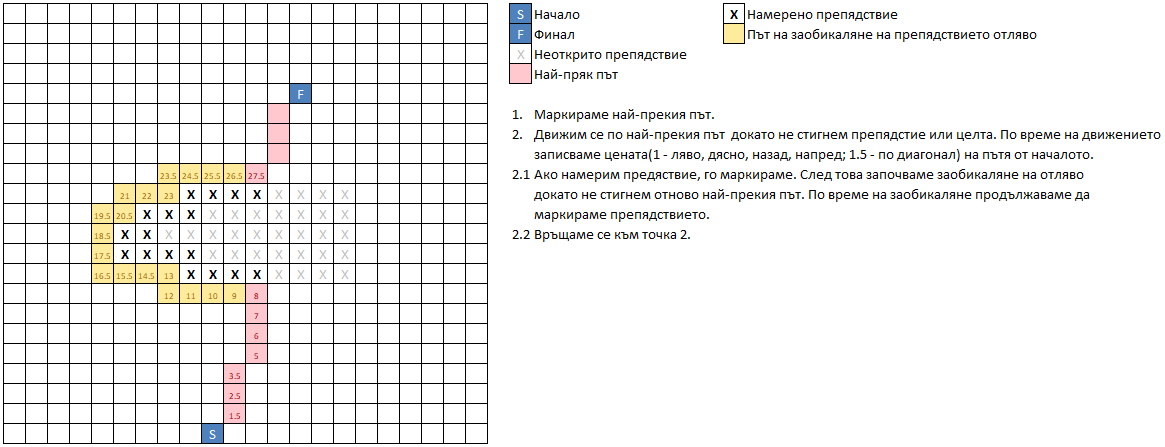 S Начало
F Финал
X Неоткрито препядствие
Най-пряк път
X Намерено препядствие
Път на заобикаляне на препядствието отляво
F
23.5 24.5 25.5 26.5 27.5
21 22 23 X X X X X X X X
19.5 20.5 X X X X X X X X X X
18.5 X X X X X X X X X X X
17.5 X X X X X X X X X X X
16.5 15.5 14.5 13 X X X X X X X X
12 11 10 9 8
7
6
5
3.5
2.5
1.5
S
1. Маркираме най-прекия път.
2. Движим се по най-прекия път докато не стигнем препядстие или целта. По време на движението
записваме цената(1 - ляво, дясно, назад, напред; 1.5 - по диагонал) на пътя от началото.
2.1 Ако намерим предяствие, го маркираме. След това започваме заобикаляне на отляво
докато не стигнем отново най-прекия път. По време на заобикаляне продължаваме да
маркираме препядствието.
2.2 Връщаме се към точка 2.